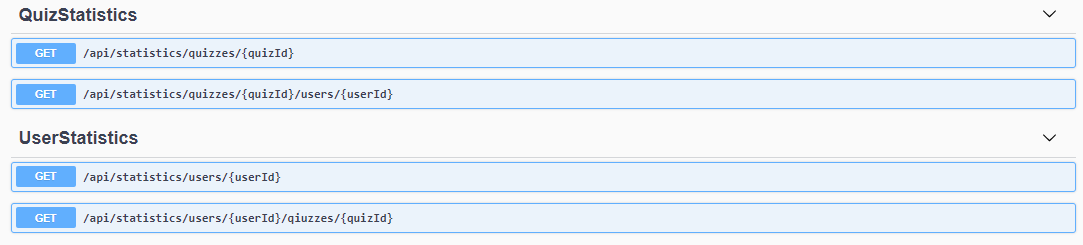 QuizStatistics
GET /api/statistics/quizzes/{quizId}
GET /api/statistics/quizzes/{quizId}/users/{userId}
UserStatistics
GET /api/statistics/users/{userId}
GET /api/statistics/users/{userId}/qiuzzes/{quizId}